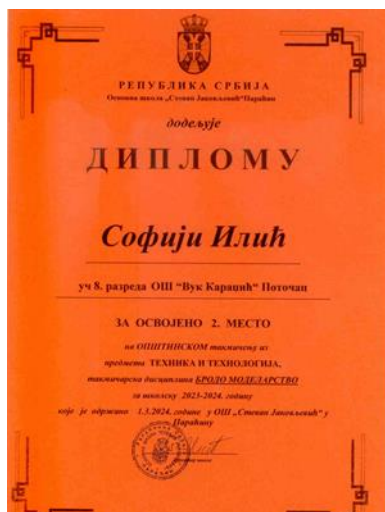 РЕПУБЛИКА СРБИЈА
Основна школа „Стеван Јаковљевић“Параћин
додељује
ДИПЛОМУ
Софији Илић
уч 8. разреда ОШ “Вук Караџић“ Поточац
ЗА ОСВОЈЕНО 2. МЕСТО
на ОПШТИНСКОМ такмичењу из
предмета ТЕХНИКА И ТЕХНОЛОГИЈА,
такмичарска дисциплина БРОДО МОДЕЛАРСТВО
за школску 2023-2024. годину
које је одржано 1.3.2024. године у ОШ „Стеван Јаковљевић“ у
Параћину